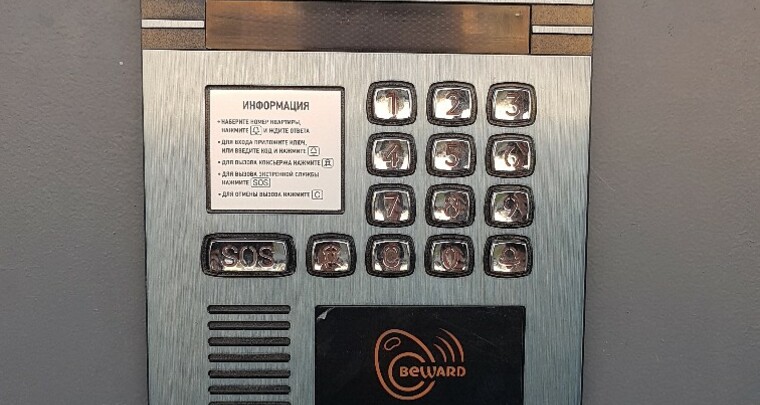 ИНФОРМАЦИЯ
• НАБЕРИТЕ НОМЕР КВАРТИРЫ,
НАЖМИТЕ И ЖДИТЕ ОТВЕТА
• ДЛЯ ВХОДА ПРИЛОЖИТЕ КЛЮЧ,
ИЛИ ВВЕДИТЕ КОД И НАЖМИТЕ
• ДЛЯ ВЫЗОВА КОНСЬЕРЖА НАЖМИТЕ
• ДЛЯ ВЫЗОВА ЭКСТРЕННОЙ СЛУЖБЫ
НАЖМИТЕ SOS
• ДЛЯ ОТМЕНЫ ВЫЗОВА НАЖМИТЕ C
1 2 3
4 5 6
7 8 9
SOS C 0
BEWARD